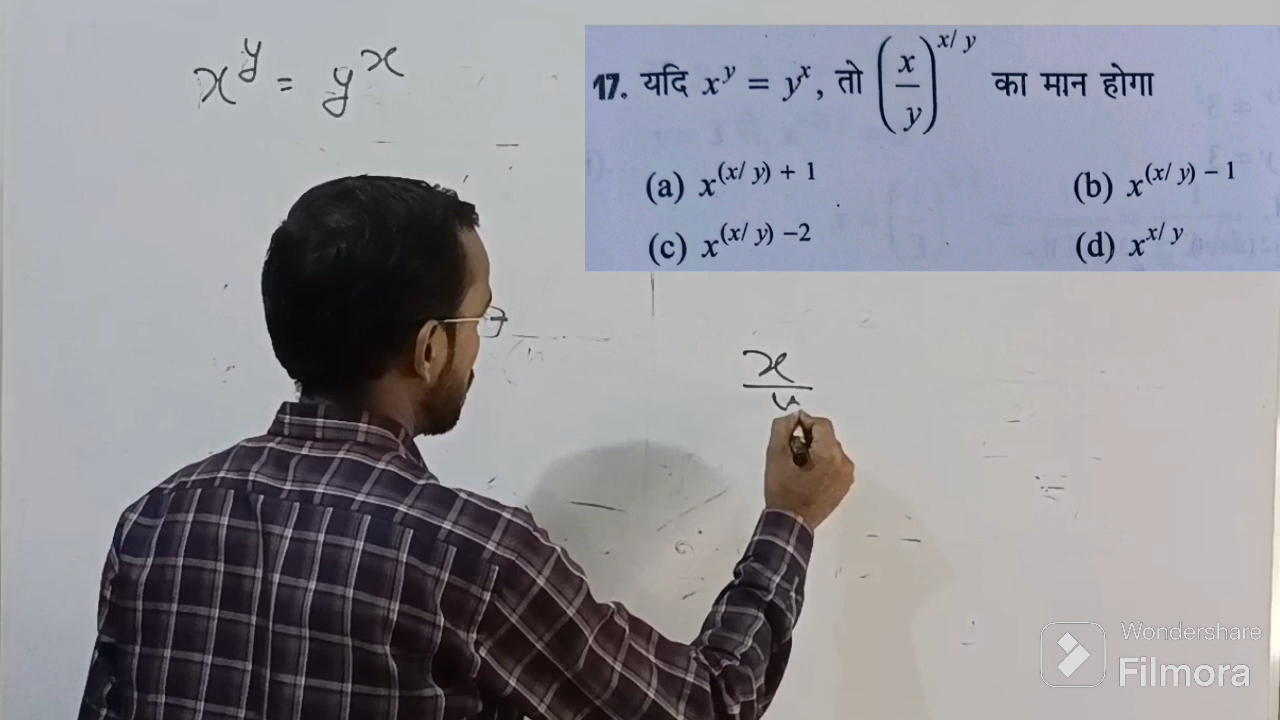 x^y = y^x
17. यदि x^y = y^x, तो (x/y)^{x/y} का मान होगा
(a) x^{(x/y) + 1} (b) x^{(x/y) – 1}
(c) x^{(x/y) –2} (d) x^{x/y}
x
Wondershare
Filmora